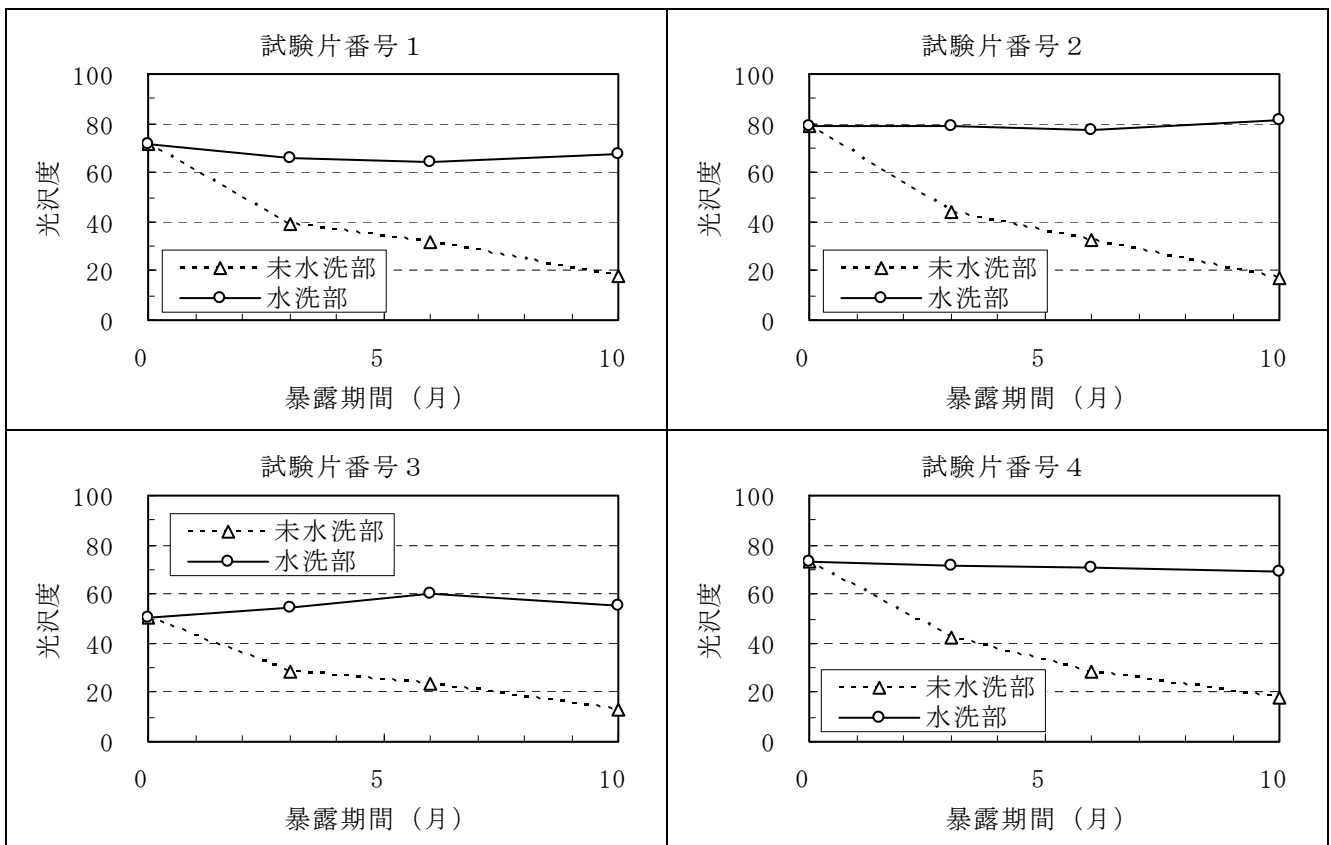 試験片番号１
100
80
60
40
20
0
光沢度
未水洗部
水洗部
0 5 10
暴露期間（月）
試験片番号２
100
80
60
40
20
0
光沢度
未水洗部
水洗部
0 5 10
暴露期間（月）
試験片番号３
100
80
60
40
20
0
光沢度
未水洗部
水洗部
0 5 10
暴露期間（月）
試験片番号４
100
80
60
40
20
0
光沢度
未水洗部
水洗部
0 5 10
暴露期間（月）